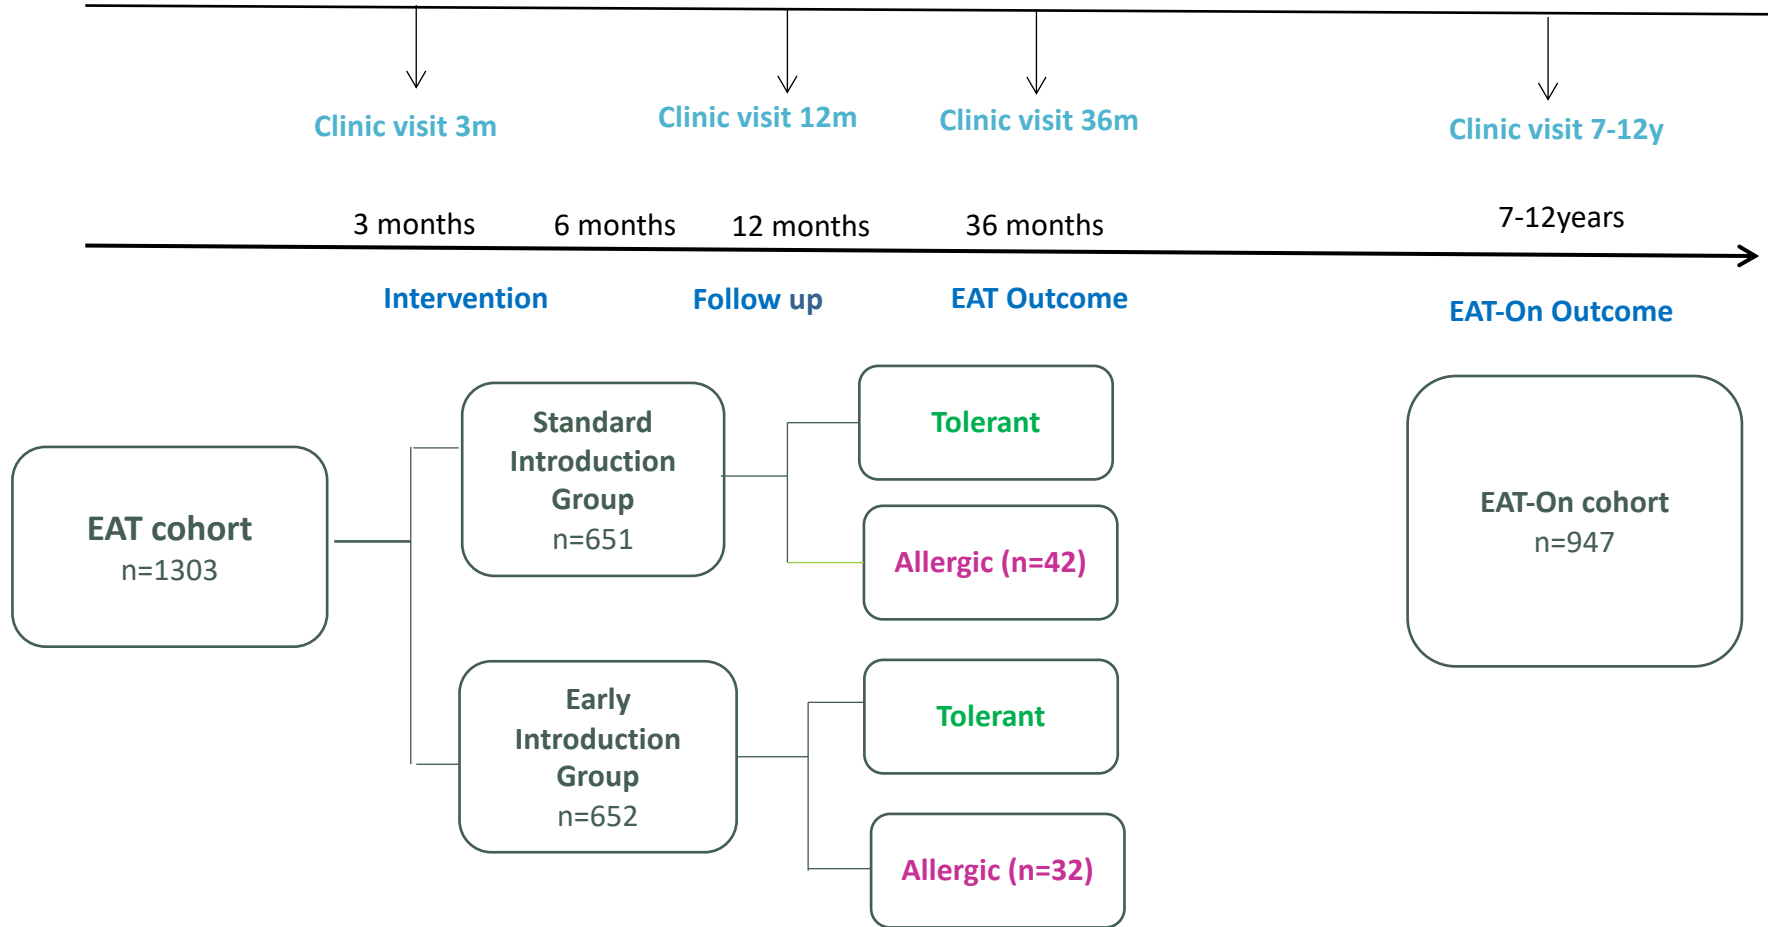 Clinic visit 3m
Clinic visit 12m
Clinic visit 36m
Clinic visit 7-12y
3 months
6 months
12 months
36 months
7-12years
Intervention
Follow up
EAT Outcome
EAT-On Outcome
EAT cohort
n=1303
Standard
Introduction
Group
n=651
Early
Introduction
Group
n=652
Tolerant
Allergic (n=42)
Tolerant
Allergic (n=32)
EAT-On cohort
n=947